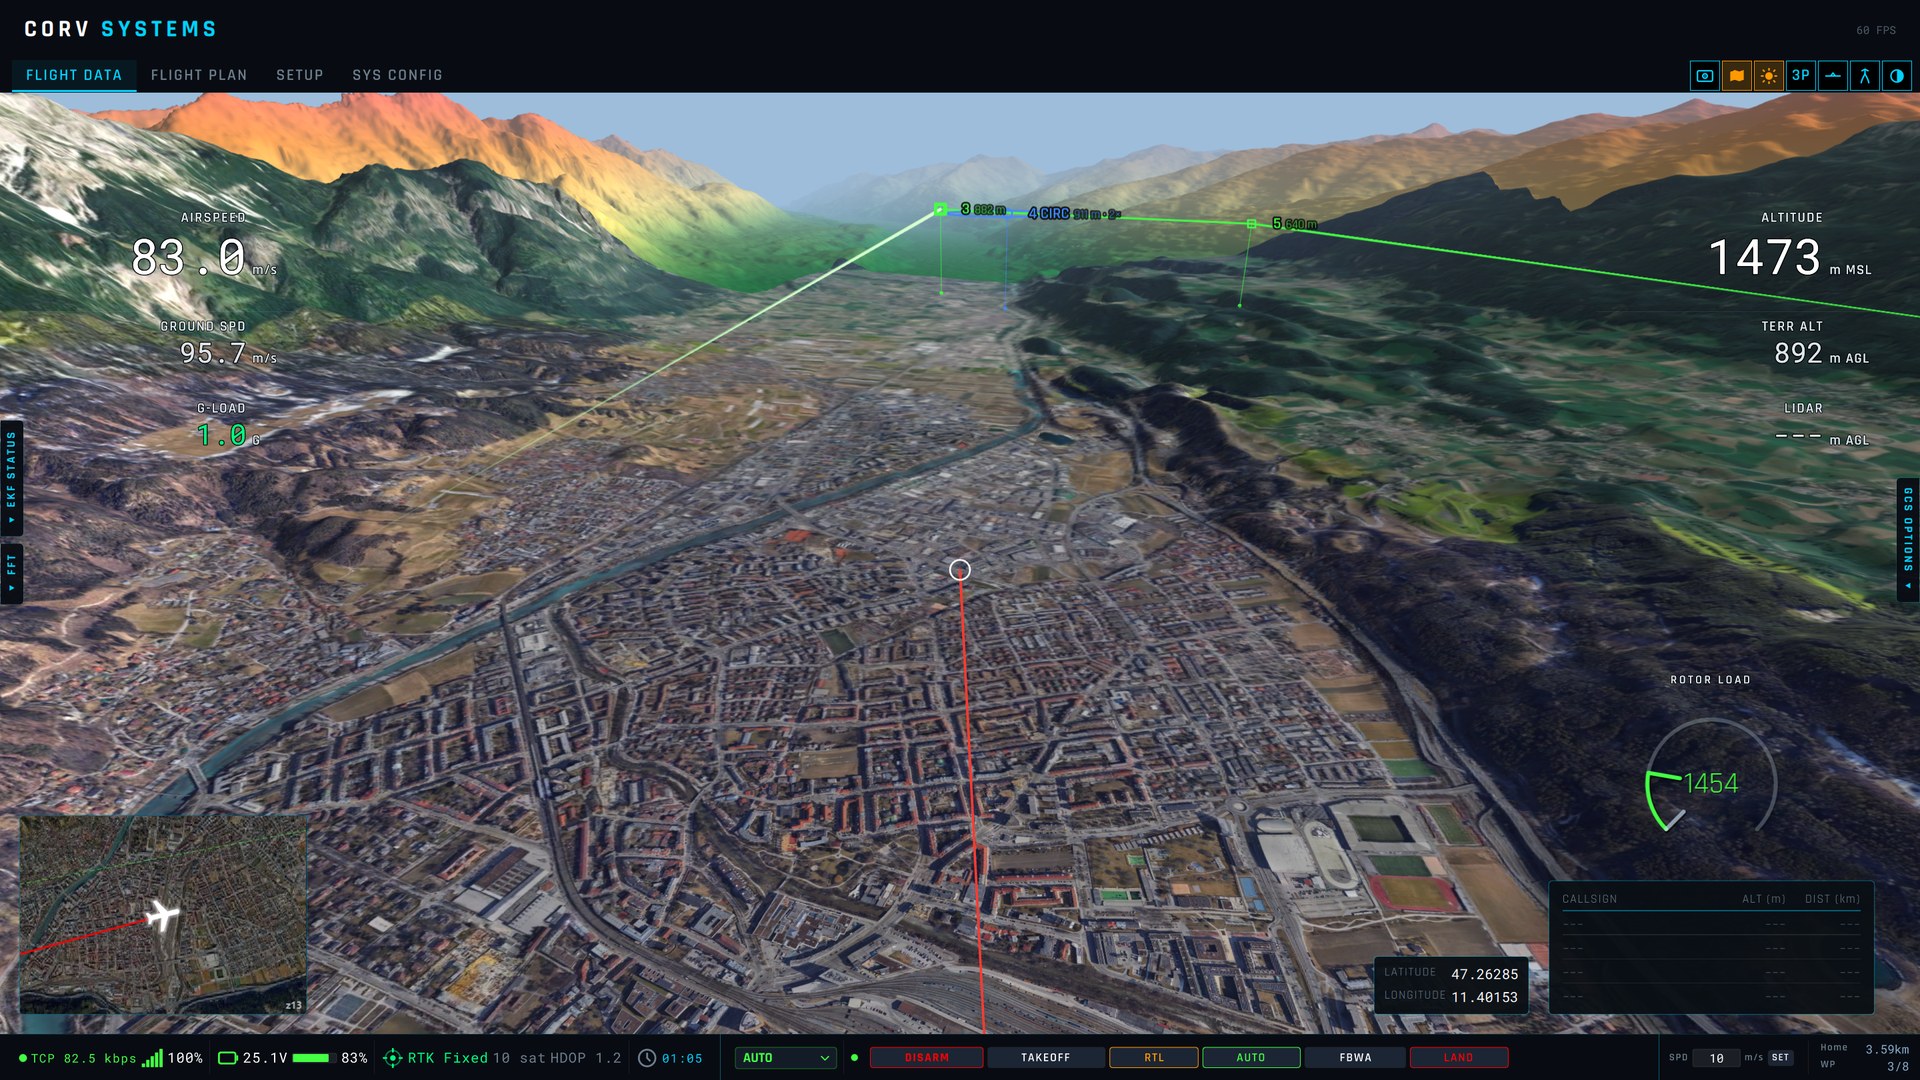 CORV SYSTEMS
60 FPS
FLIGHT DATA
FLIGHT PLAN
SETUP
SYS CONFIG
3P
3 882 m
4 CIRC 911 m • 2×
5 640 m
AIRSPEED
83.0 m/s
GROUND SPD
95.7 m/s
G-LOAD
1.0 G
ALTITUDE
1473 m MSL
TERR ALT
892 m AGL
LIDAR
--- m AGL
EKF STATUS
FFT
GCS OPTIONS
ROTOR LOAD
1454
CALLSIGN ALT (m) DIST (km)
--- --- ---
--- --- ---
--- --- ---
--- --- ---
LATITUDE 47.26285
LONGITUDE 11.40153
z13
TCP 82.5 kbps 100%
25.1V 83%
RTK Fixed 10 sat HDOP 1.2
01:05
AUTO
DISARM
TAKEOFF
RTL
AUTO
FBWA
LAND
SPD 10 m/s SET
Home 3.59km
WP 3/8